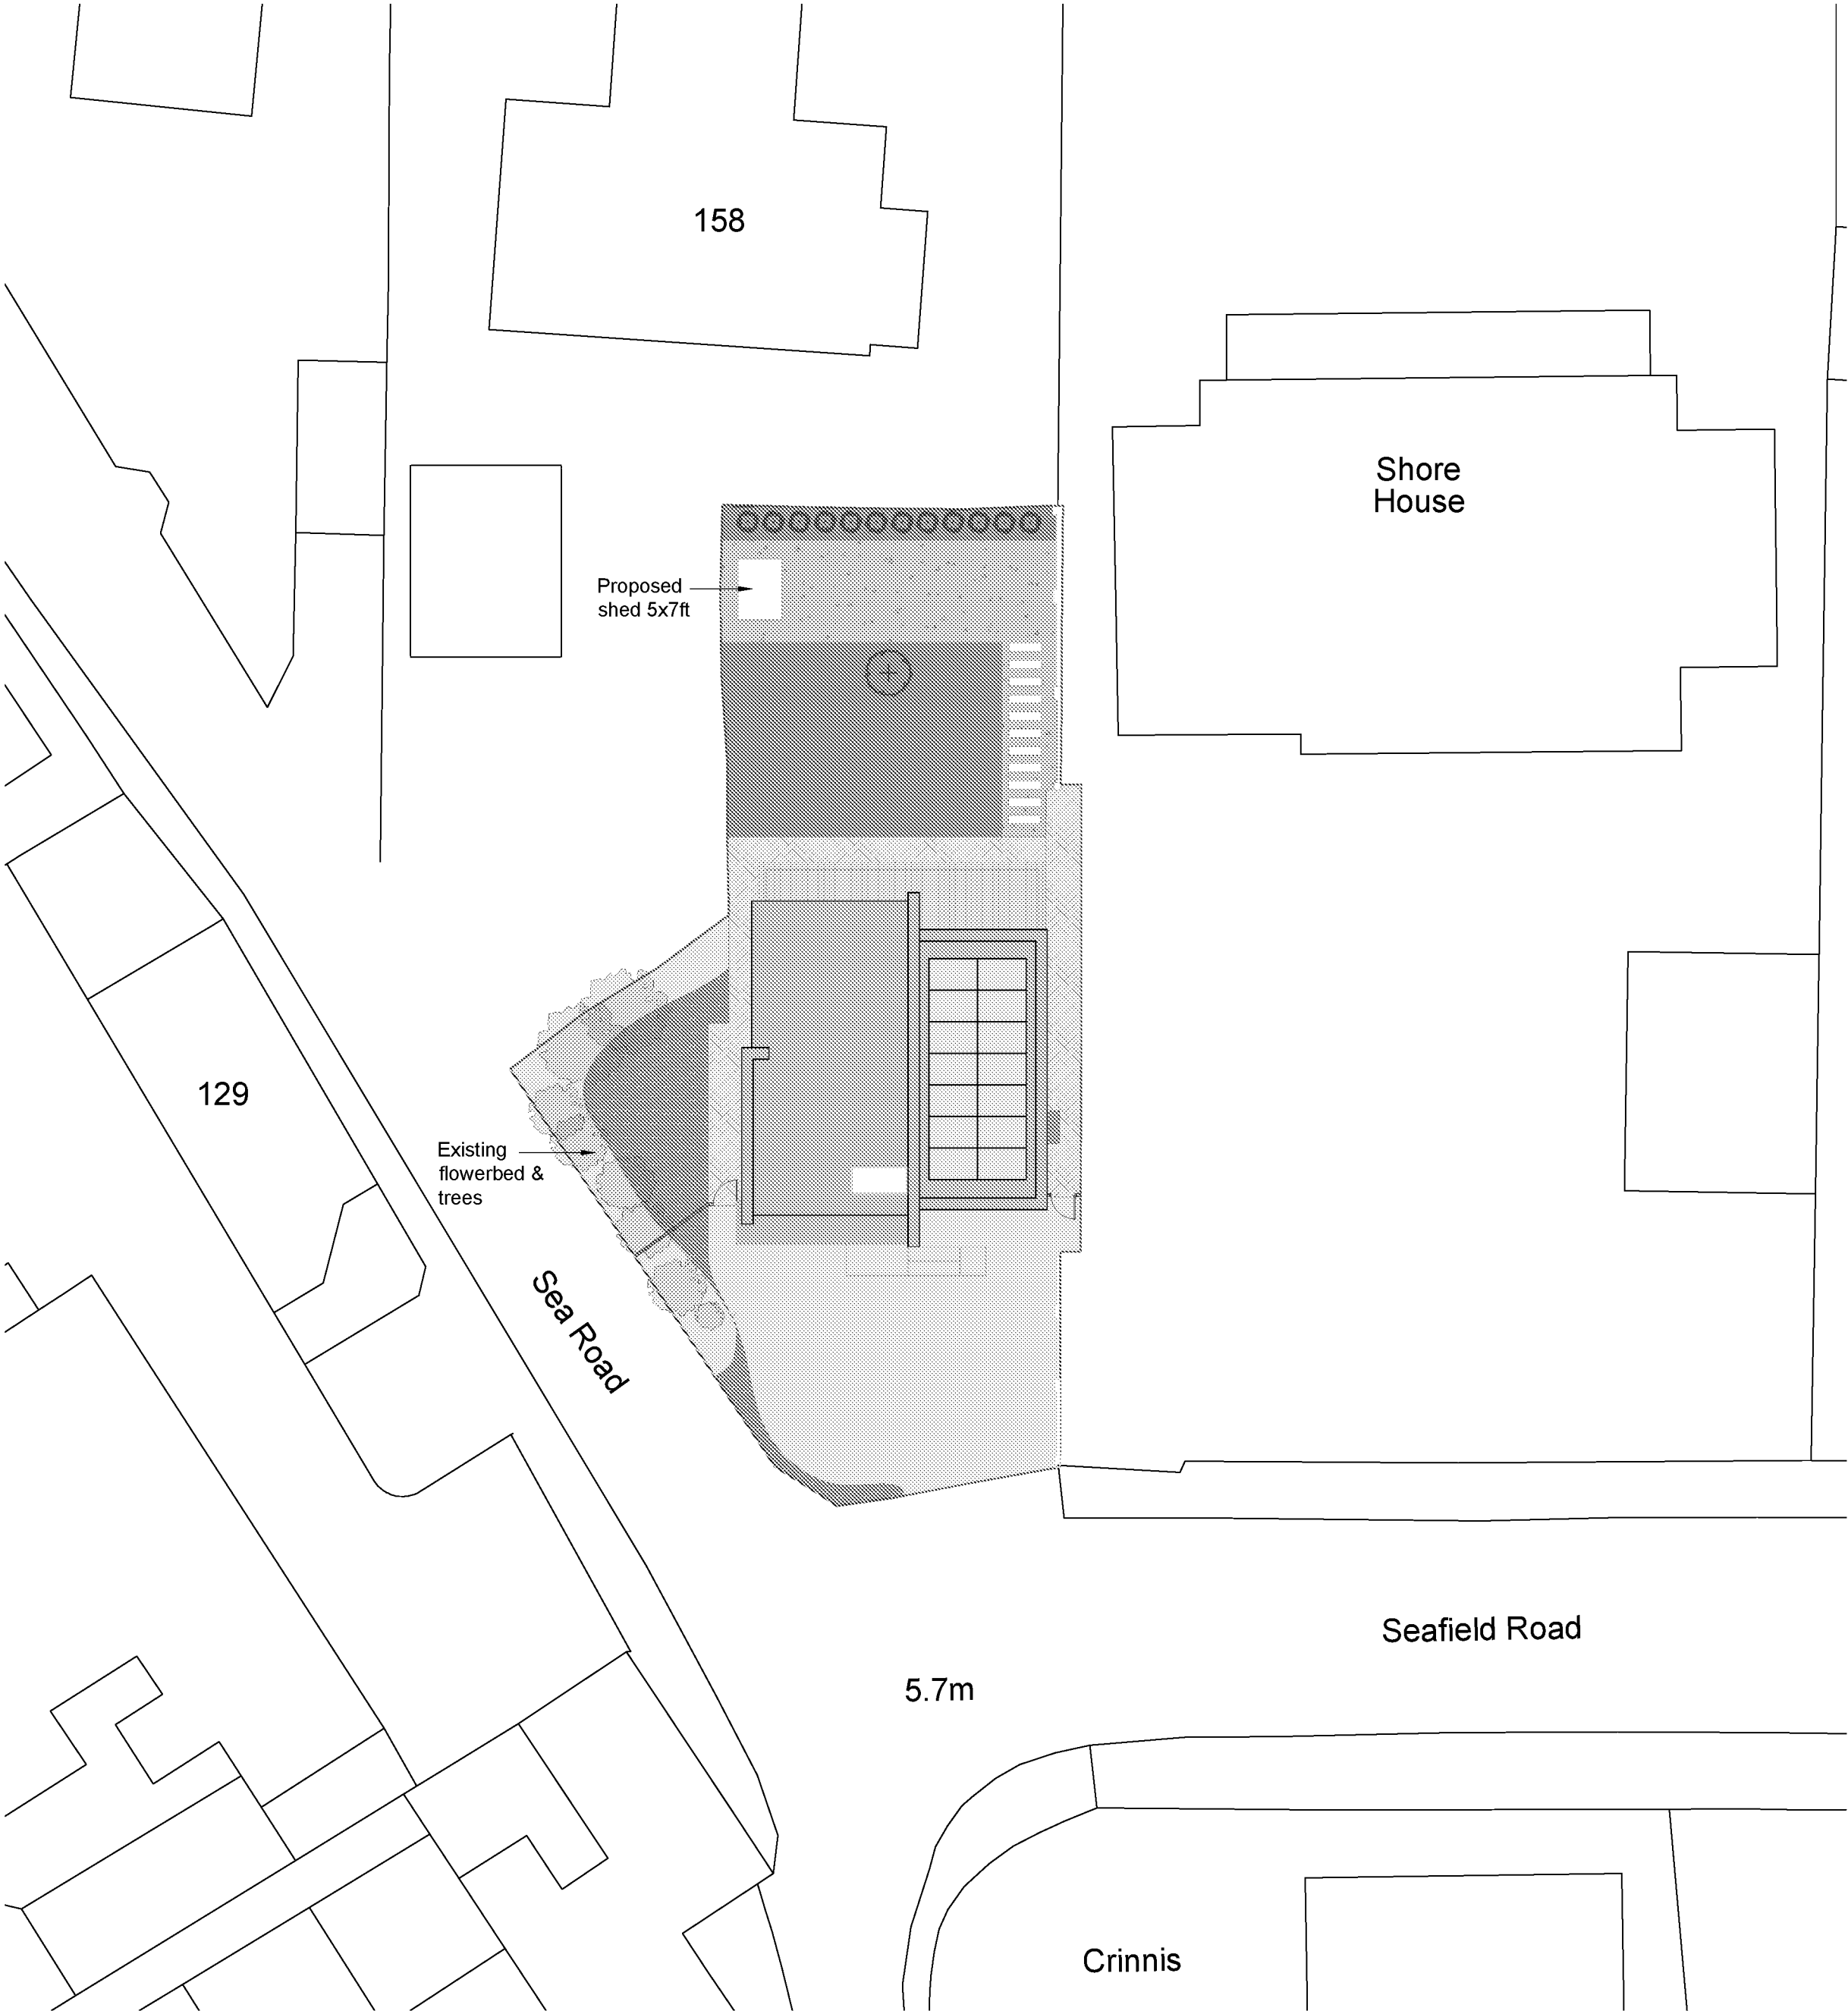 158
Shore
House
Proposed
shed 5x7ft
129
Existing
flowerbed &
trees
Sea Road
Seafield Road
5.7m
Crinnis